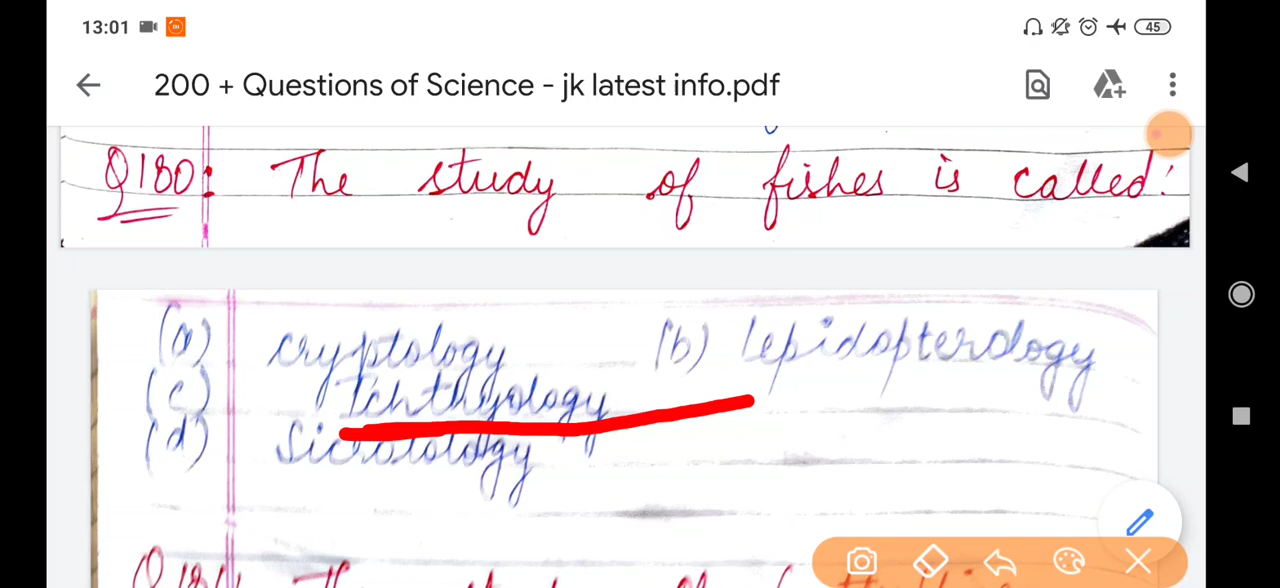 13:01
45
200 + Questions of Science - jk latest info.pdf
Q180: The study of fishes is called:
(a) cryptology (b) lepidopterology
(c) Ichthyology
(d)